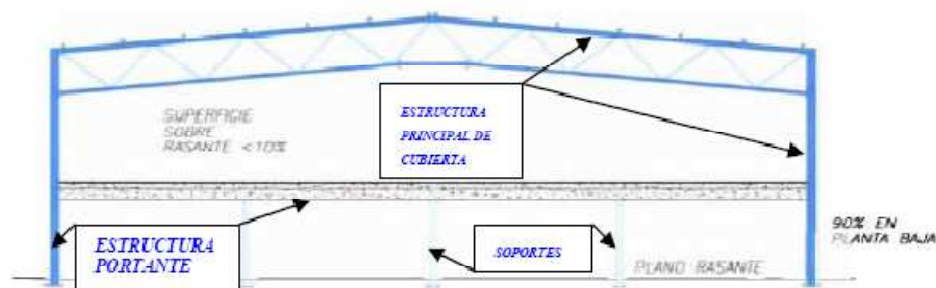 SUPERFICIE
SOBRE
RASANTE <10%
ESTRUCTURA
PRINCIPAL DE
CUBIERTA
ESTRUCTURA
PORTANTE
SOPORTES
90% EN
PLANTA BAJA
PLANO RASANTE